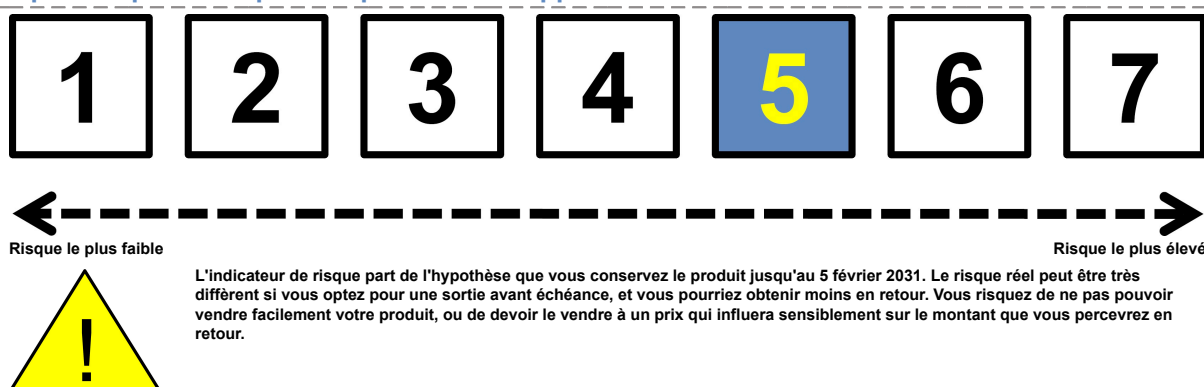 1 2 3 4 5 6 7
Risque le plus faible Risque le plus élevé
L'indicateur de risque part de l'hypothèse que vous conservez le produit jusqu'au 5 février 2031. Le risque réel peut être très
diffèrent si vous optez pour une sortie avant échéance, et vous pourriez obtenir moins en retour. Vous risquez de ne pas pouvoir
vendre facilement votre produit, ou de devoir le vendre à un prix qui influera sensiblement sur le montant que vous percevrez en
retour.
!